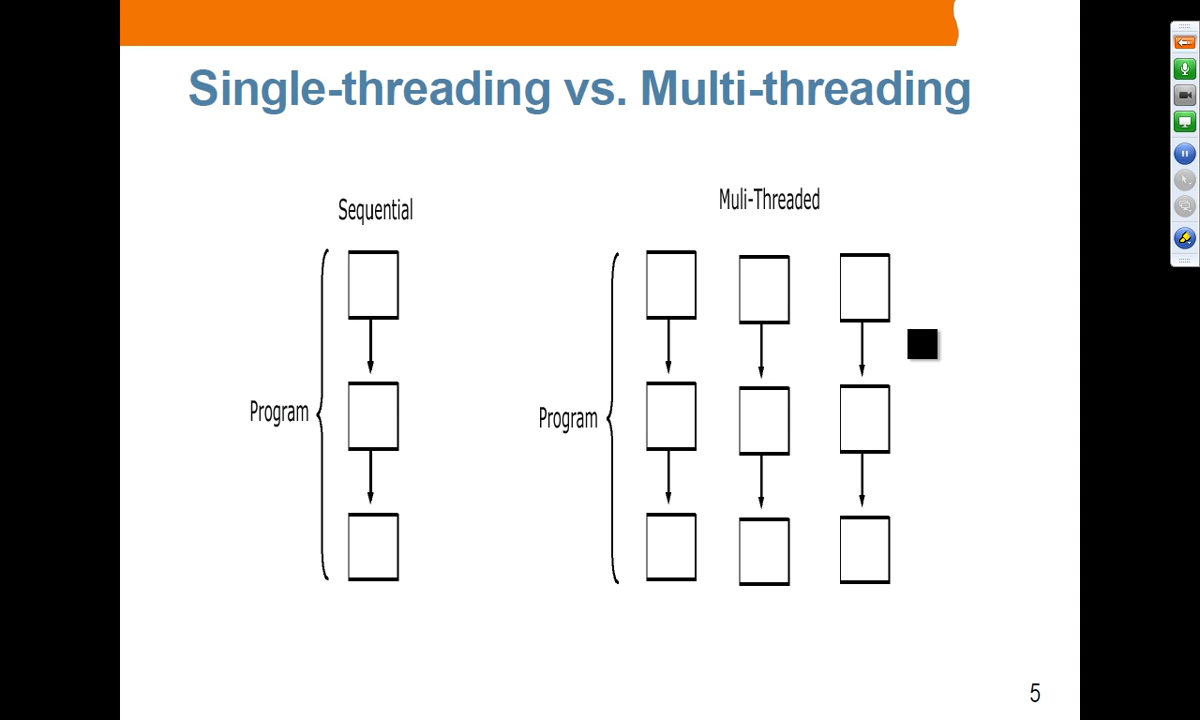 Single-threading vs. Multi-threading
Sequential
Muli-Threaded
Program
Program
5